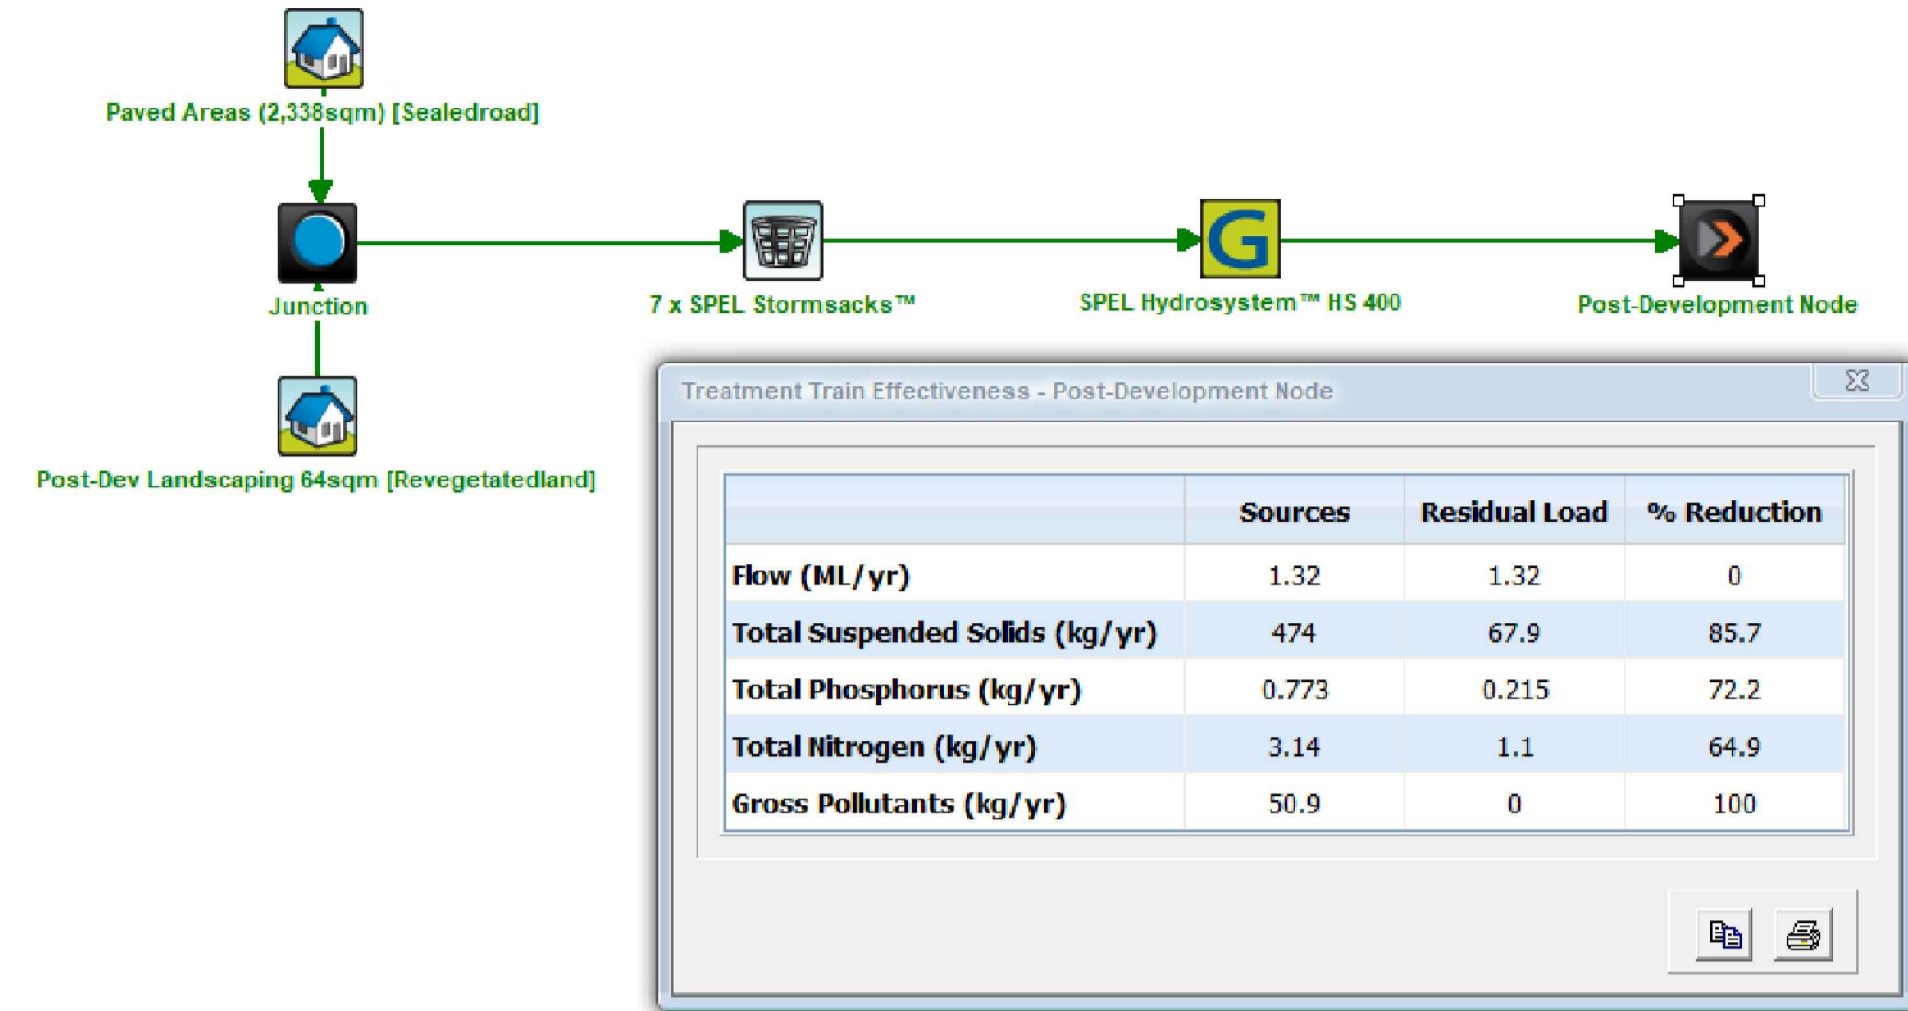 Paved Areas (2,338sqm) [Sealedroad]
Junction
7 x SPEL Stormsacks™
G
SPEL Hydrosystem™ HS 400
Post-Development Node
Post-Dev Landscaping 64sqm [Revegetatedland]
Treatment Train Effectiveness - Post-Development Node
Sources Residual Load % Reduction
Flow (ML/yr) 1.32 1.32 0
Total Suspended Solids (kg/yr) 474 67.9 85.7
Total Phosphorus (kg/yr) 0.773 0.215 72.2
Total Nitrogen (kg/yr) 3.14 1.1 64.9
Gross Pollutants (kg/yr) 50.9 0 100